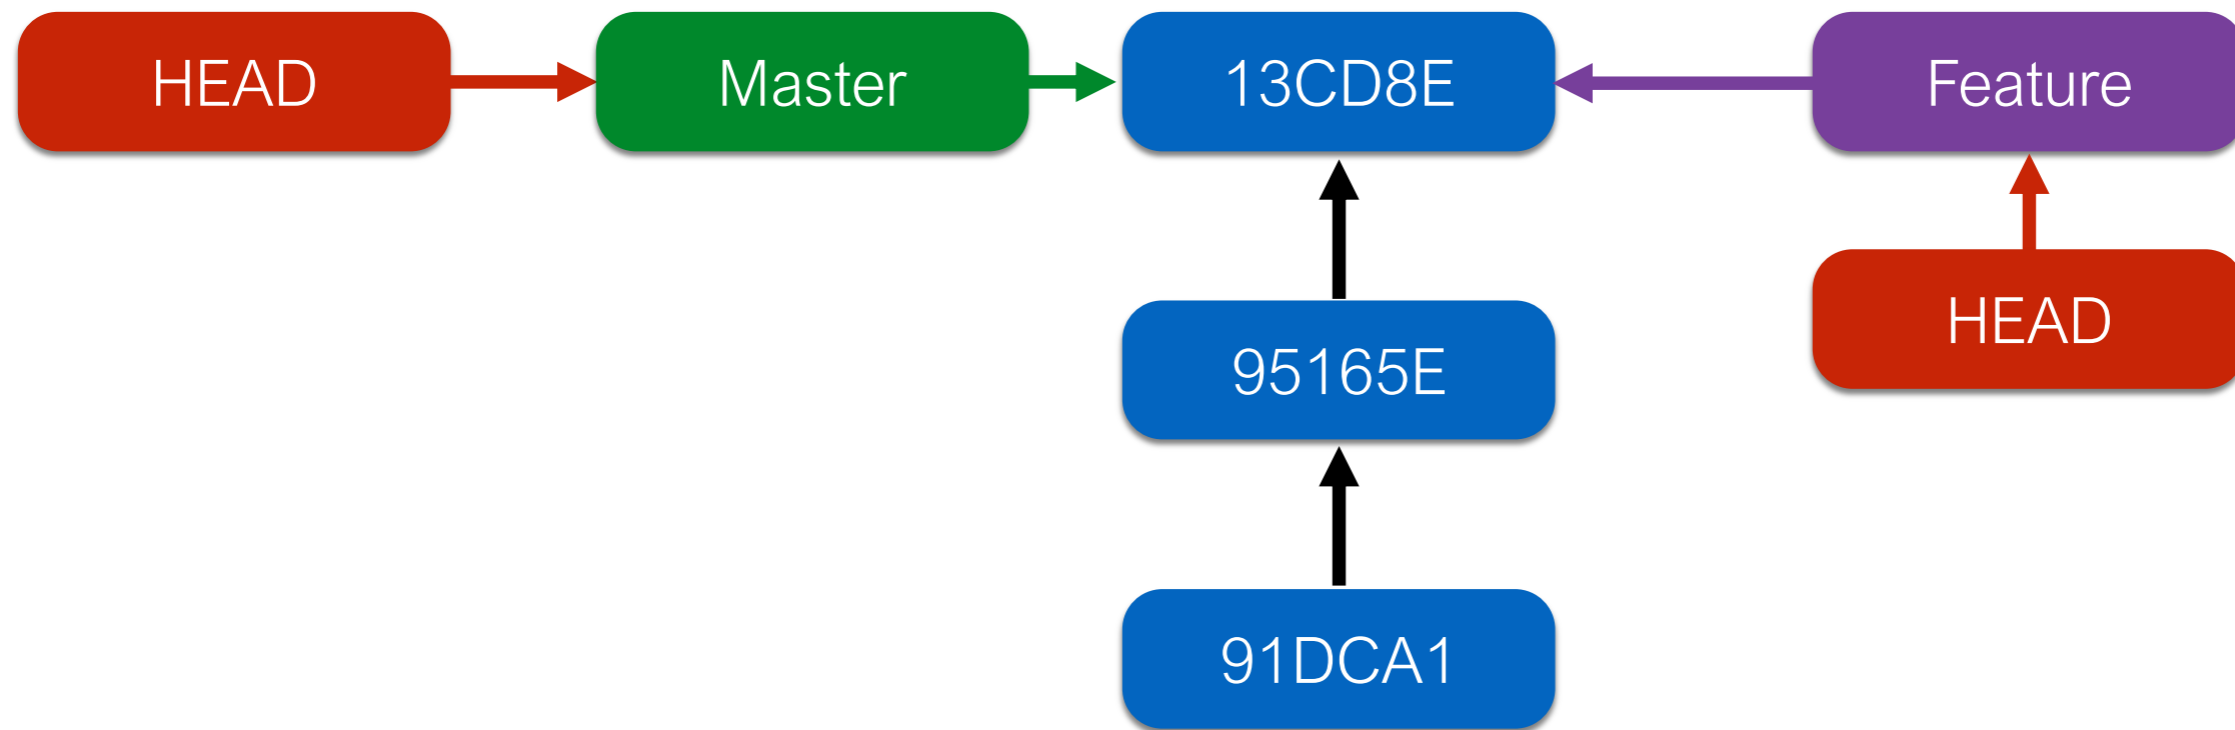 HEAD
Master
13CD8E
Feature
HEAD
95165E
91DCA1